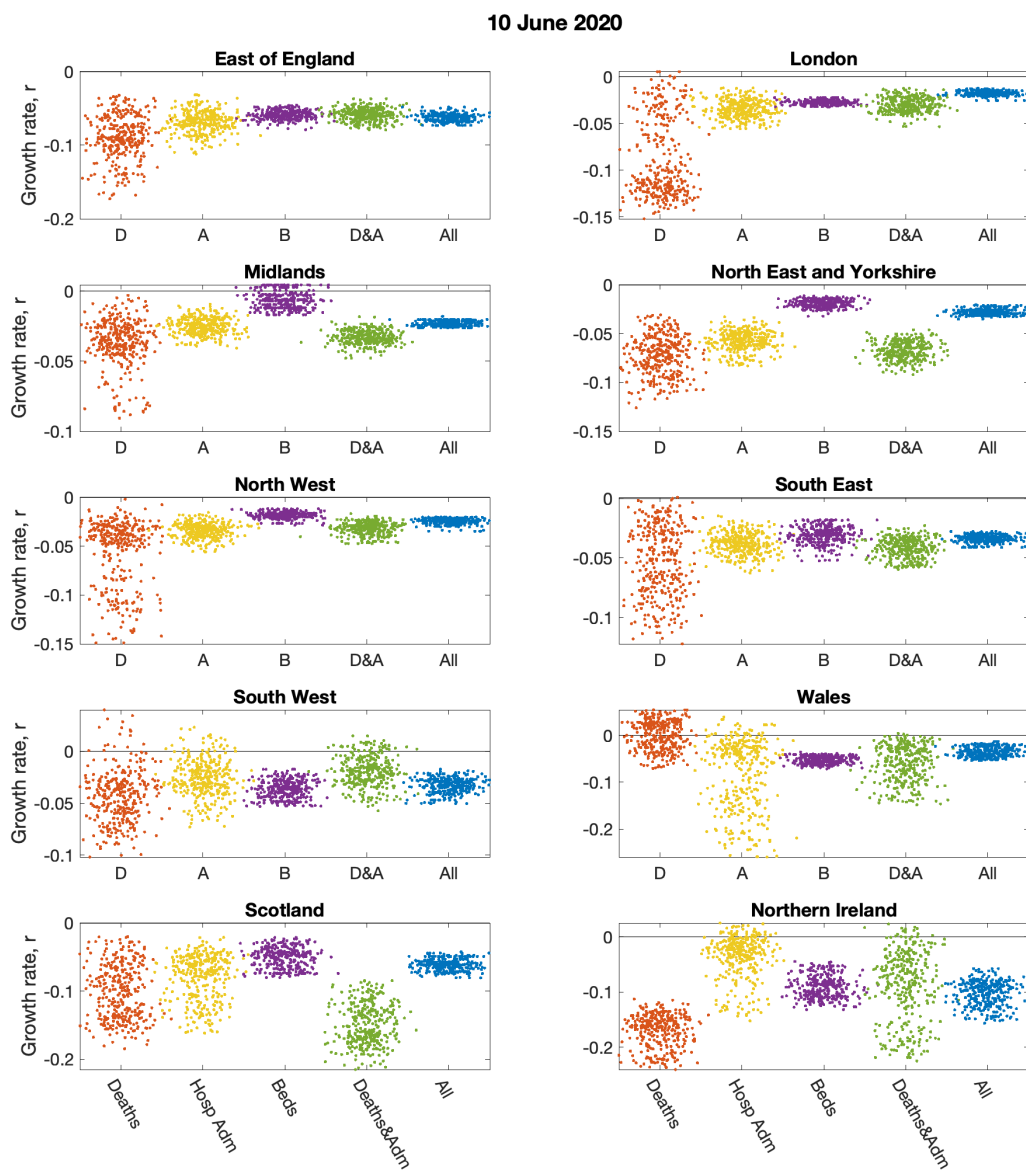 10 June 2020
East of England
Growth rate, r
0
-0.1
-0.2
D A B D&A All
London
0
-0.05
-0.1
-0.15
D A B D&A All
Midlands
Growth rate, r
0
-0.05
-0.1
D A B D&A All
North East and Yorkshire
0
-0.05
-0.1
-0.15
D A B D&A All
North West
Growth rate, r
0
-0.05
-0.1
-0.15
D A B D&A All
South East
0
-0.05
-0.1
D A B D&A All
South West
Growth rate, r
0
-0.05
-0.1
D A B D&A All
Wales
0
-0.1
-0.2
D A B D&A All
Scotland
Growth rate, r
0
-0.1
-0.2
Deaths
Hosp Adm
Beds
Deaths&Adm
All
Northern Ireland
0
-0.1
-0.2
Deaths
Hosp Adm
Beds
Deaths&Adm
All